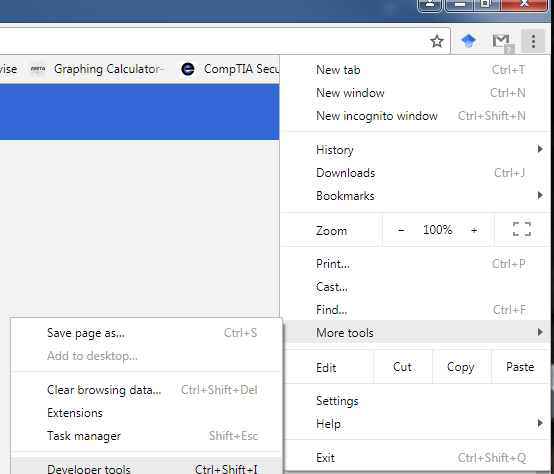 vise META Graphing Calculator- CompTIA Secu
New tab Ctrl+T
New window Ctrl+N
New incognito window Ctrl+Shift+N
History
Downloads Ctrl+J
Bookmarks
Zoom − 100% + 
Print... Ctrl+P
Cast...
Find... Ctrl+F
More tools
Edit Cut Copy Paste
Settings
Help
Exit Ctrl+Shift+Q
Save page as... Ctrl+S
Add to desktop...
Clear browsing data... Ctrl+Shift+Del
Extensions
Task manager Shift+Esc
Developer tools Ctrl+Shift+I